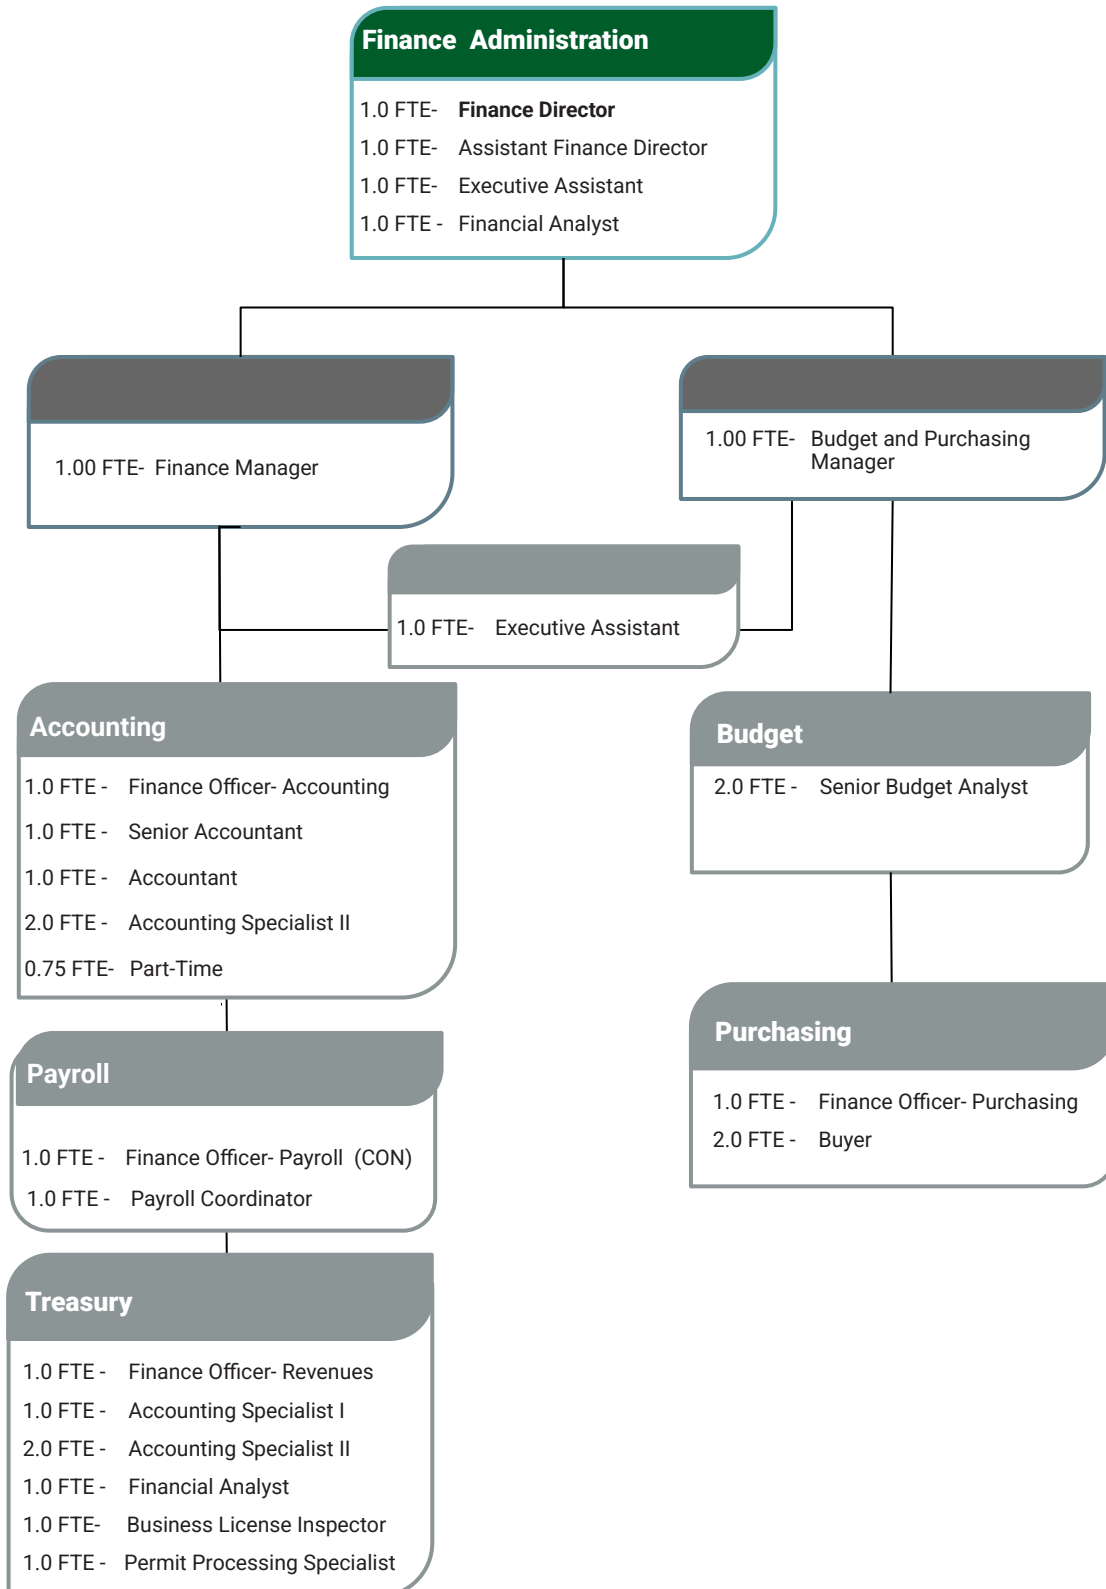 Finance Administration
1.0 FTE- Finance Director
1.0 FTE- Assistant Finance Director
1.0 FTE- Executive Assistant
1.0 FTE - Financial Analyst
1.00 FTE- Finance Manager
1.00 FTE- Budget and Purchasing
Manager
1.0 FTE- Executive Assistant
Accounting
1.0 FTE - Finance Officer- Accounting
1.0 FTE - Senior Accountant
1.0 FTE - Accountant
2.0 FTE - Accounting Specialist II
0.75 FTE- Part-Time
Budget
2.0 FTE - Senior Budget Analyst
Payroll
1.0 FTE - Finance Officer- Payroll (CON)
1.0 FTE - Payroll Coordinator
Purchasing
1.0 FTE - Finance Officer- Purchasing
2.0 FTE - Buyer
Treasury
1.0 FTE - Finance Officer- Revenues
1.0 FTE - Accounting Specialist I
2.0 FTE - Accounting Specialist II
1.0 FTE - Financial Analyst
1.0 FTE- Business License Inspector
1.0 FTE - Permit Processing Specialist